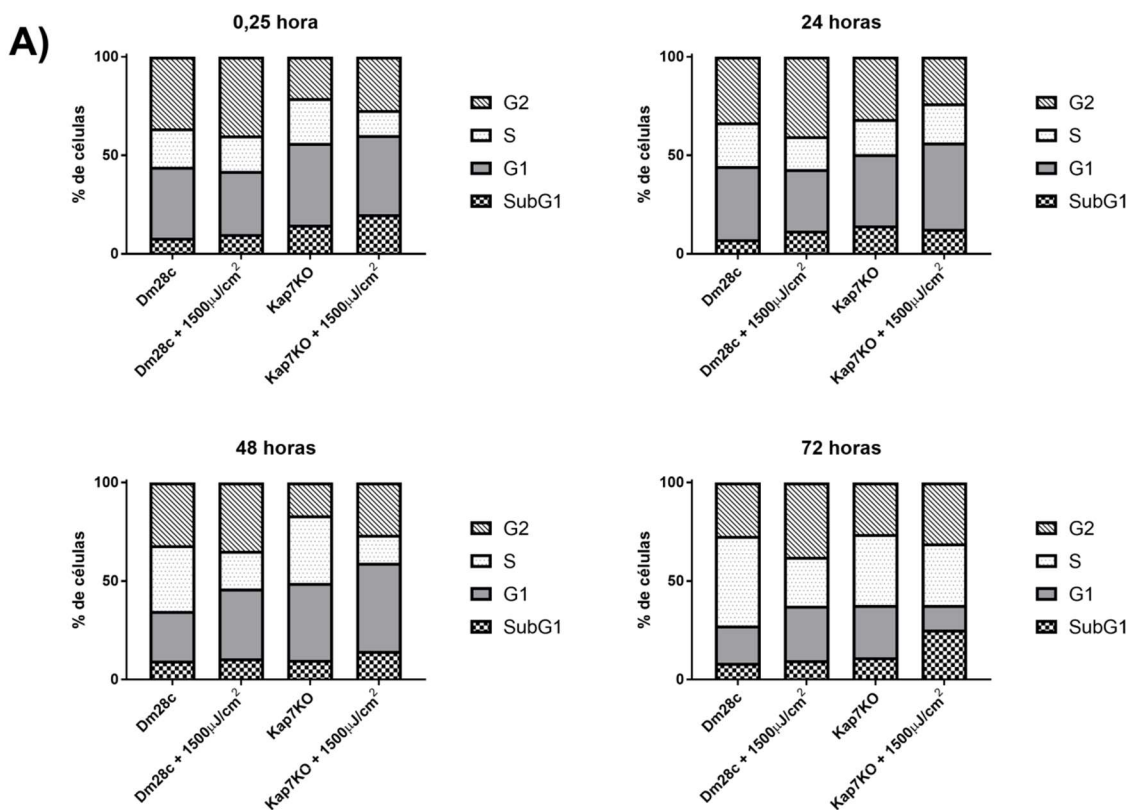 A)
0,25 hora
% de células
100
50
0
Dm28c
Dm28c + 1500μJ/cm²
Kap7KO
Kap7KO + 1500μJ/cm²
G2
S
G1
SubG1
24 horas
% de células
100
50
0
Dm28c
Dm28c + 1500μJ/cm²
Kap7KO
Kap7KO + 1500μJ/cm²
G2
S
G1
SubG1
48 horas
% de células
100
50
0
Dm28c
Dm28c + 1500μJ/cm²
Kap7KO
Kap7KO + 1500μJ/cm²
G2
S
G1
SubG1
72 horas
% de células
100
50
0
Dm28c
Dm28c + 1500μJ/cm²
Kap7KO
Kap7KO + 1500μJ/cm²
G2
S
G1
SubG1